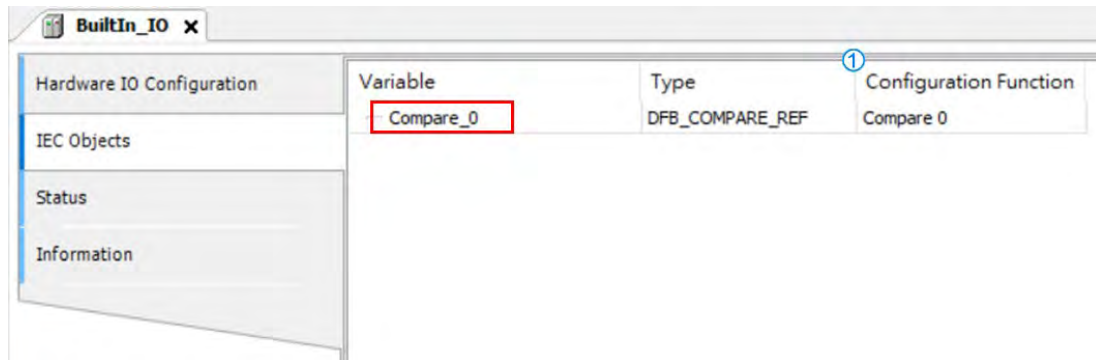 BuiltIn_IO x
Hardware IO Configuration
IEC Objects
Status
Information
①
Variable Type Configuration Function
Compare_0 DFB_COMPARE_REF Compare 0